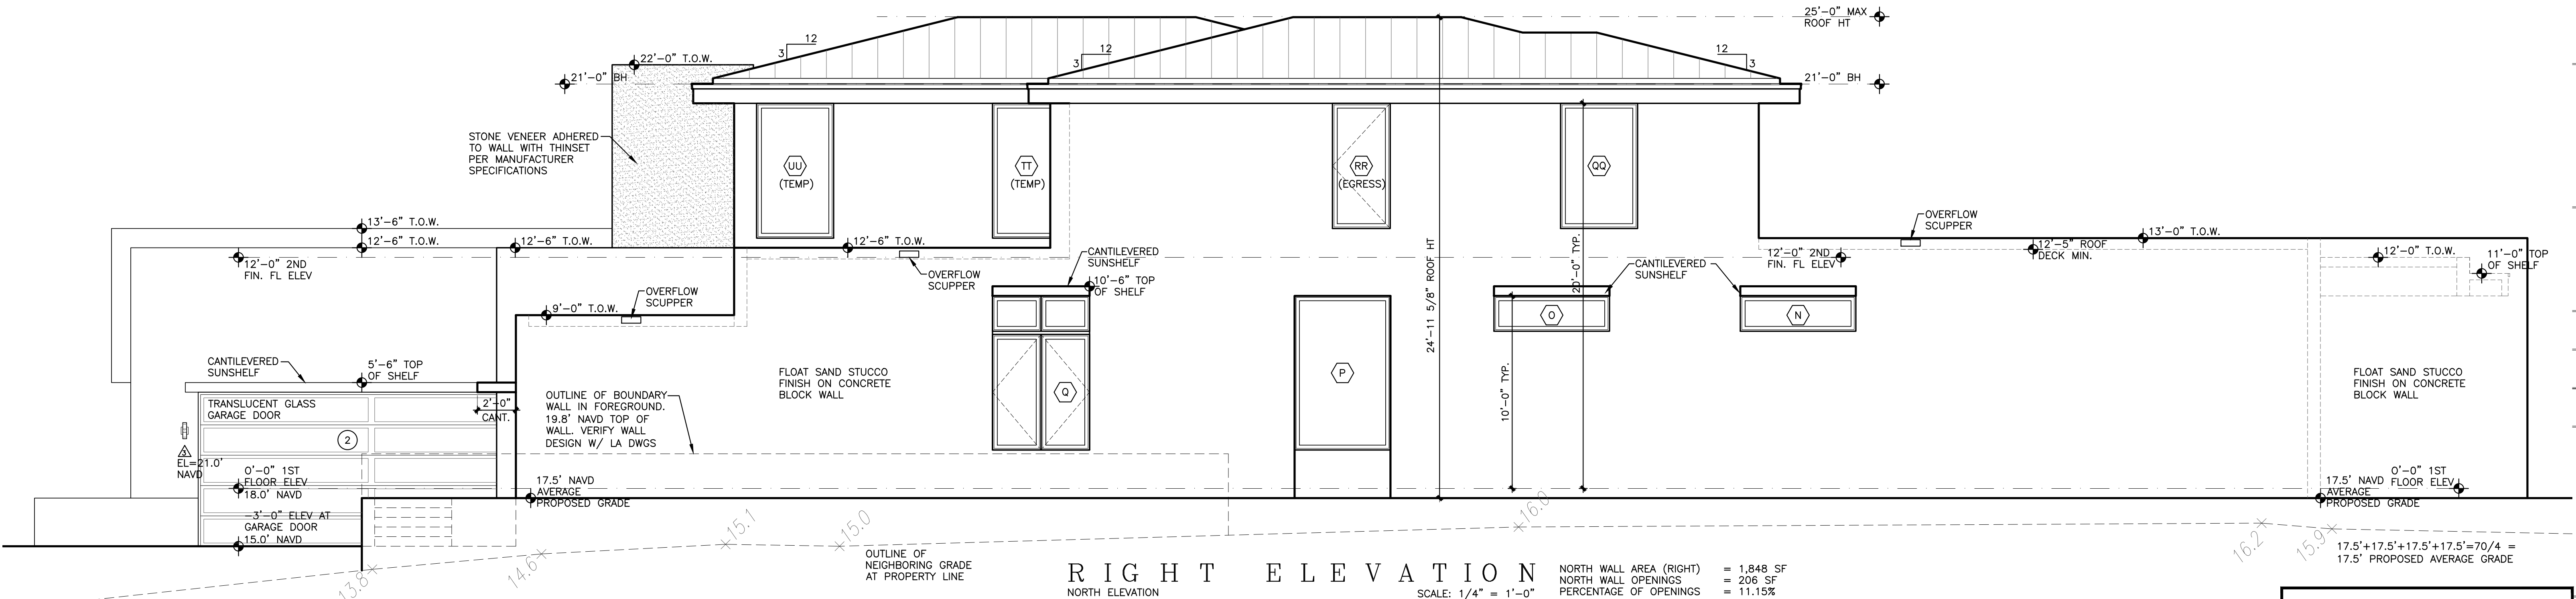 25'-0" MAX
ROOF HT
12
3
12
3
12
3
22'-0" T.O.W.
21'-0" BH
21'-0" BH
STONE VENEER ADHERED
TO WALL WITH THINSET
PER MANUFACTURER
SPECIFICATIONS
UU
(TEMP)
TT
(TEMP)
RR
(EGRESS)
QQ
13'-6" T.O.W.
12'-6" T.O.W.
12'-6" T.O.W.
12'-6" T.O.W.
12'-0" 2ND
FIN. FL ELEV
OVERFLOW
SCUPPER
CANTILEVERED
SUNSHELF
10'-6" TOP
OF SHELF
24'-11 5/8" ROOF HT
20'-0" TYP.
CANTILEVERED
SUNSHELF
12'-0" 2ND
FIN. FL ELEV
OVERFLOW
SCUPPER
13'-0" T.O.W.
12'-5" ROOF
DECK MIN.
12'-0" T.O.W.
11'-0" TOP
OF SHELF
OVERFLOW
SCUPPER
9'-0" T.O.W.
O
N
CANTILEVERED
SUNSHELF
5'-6" TOP
OF SHELF
TRANSLUCENT GLASS
GARAGE DOOR
2'-0"
CANT.
2
OUTLINE OF BOUNDARY
WALL IN FOREGROUND.
19.8' NAVD TOP OF
WALL. VERIFY WALL
DESIGN W/ LA DWGS
FLOAT SAND STUCCO
FINISH ON CONCRETE
BLOCK WALL
Q
P
10'-0" TYP.
FLOAT SAND STUCCO
FINISH ON CONCRETE
BLOCK WALL
3
EL=21.0'
NAVD
0'-0" 1ST
FLOOR ELEV
18.0' NAVD
-3'-0" ELEV AT
GARAGE DOOR
15.0' NAVD
17.5' NAVD
AVERAGE
PROPOSED GRADE
17.5' NAVD
AVERAGE
PROPOSED GRADE
0'-0" 1ST
FLOOR ELEV
13.8
14.6
15.1
15.0
16.0
16.2
15.9
OUTLINE OF
NEIGHBORING GRADE
AT PROPERTY LINE
RIGHT ELEVATION
NORTH ELEVATION
SCALE: 1/4" = 1'-0"
NORTH WALL AREA (RIGHT) = 1,848 SF
NORTH WALL OPENINGS = 206 SF
PERCENTAGE OF OPENINGS = 11.15%
17.5'+17.5'+17.5'+17.5'=70/4 =
17.5' PROPOSED AVERAGE GRADE